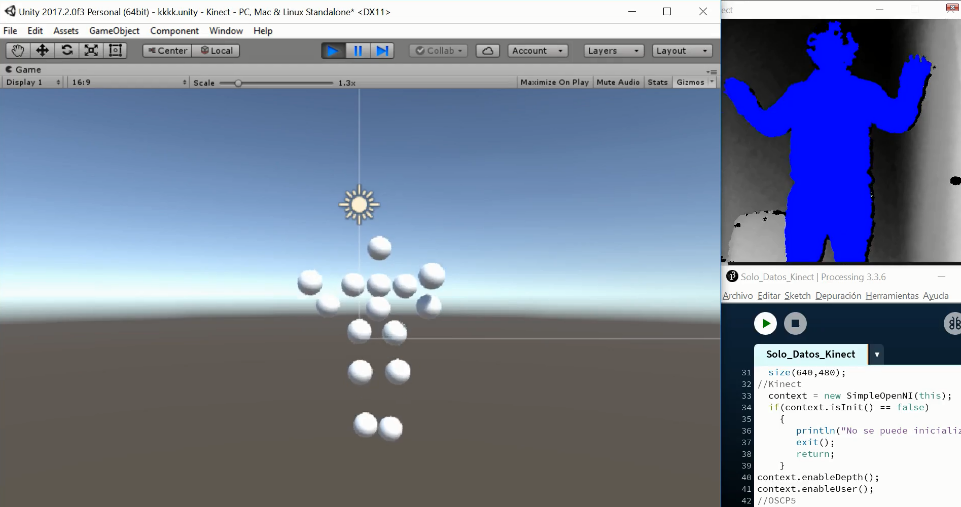 Unity 2017.2.0f3 Personal (64bit) - kkkk.unity - Kinect - PC, Mac & Linux Standalone* <DX11>
File Edit Assets GameObject Component Window Help
Center Local Collab Account Layers Layout
Game
Display 1 16:9 Scale 1.3x Maximize On Play Mute Audio Stats Gizmos
Solo_Datos_Kinect | Processing 3.3.6
Archivo Editar Sketch Depuración Herramientas Ayuda
Solo_Datos_Kinect
31 size(640,480);
32 //Kinect
33 context = new SimpleOpenNI(this);
34 if(context.isInit() == false)
35 {
36 println("No se puede iniciali
37 exit();
38 return;
39 }
40 context.enableDepth();
41 context.enableUser();
42 //OSCP5